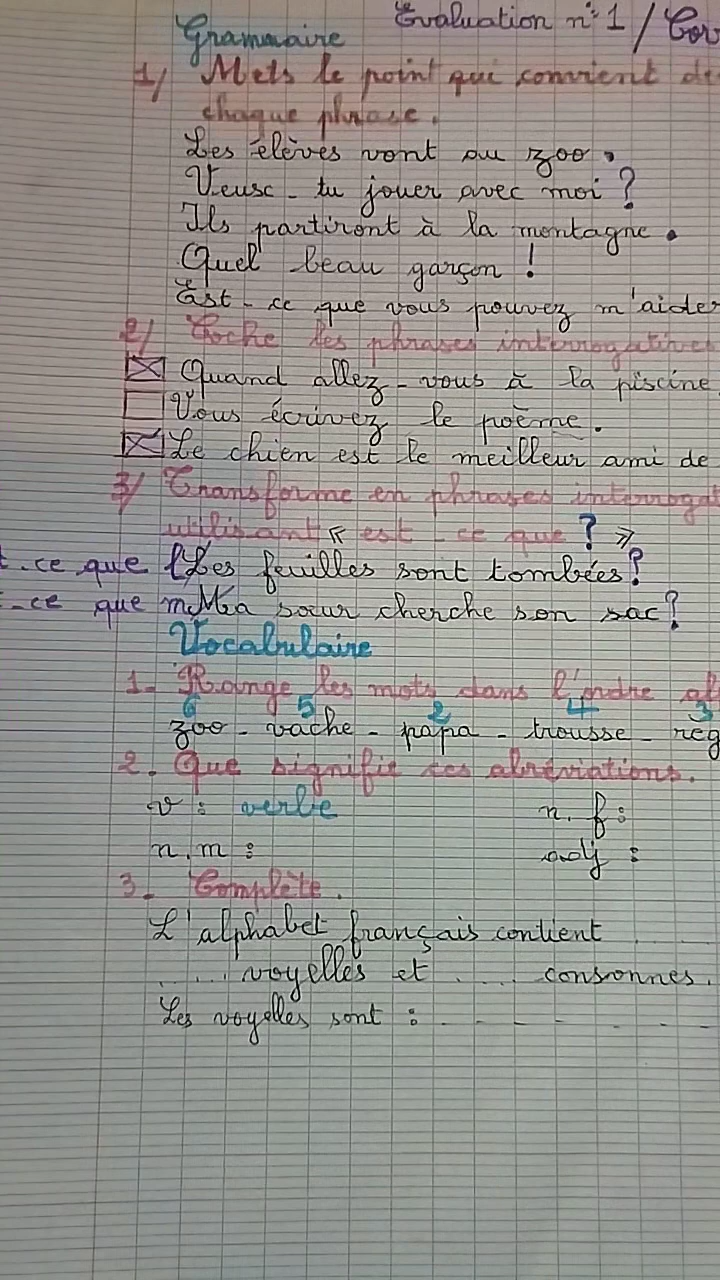 Evaluation n°1 / Cor
Grammaire
1/ Mets le point qui convient de
chaque phrase.
Les élèves vont au zoo.
Veux-tu jouer avec moi ?
Ils partiront à la montagne.
Quel beau garçon !
Est-ce que vous pouvez m'aider
2/ Coche les phrases interrogatives
Quand allez-vous à la piscine
Vous écrivez le poème.
Le chien est le meilleur ami de
3/ Transforme en phrases interrogat
utilisant « est-ce que ? »
-ce que l Les feuilles sont tombées ?
-ce que m Ma sœur cherche son sac ?
Vocabulaire
1. Range les mots dans l'ordre al
6 5 2 4 3
zoo - vache - papa - trousse - reg
2. Que signifie ces abréviations.
v : verbe n.f :
n.m : adj :
3. Complète.
L'alphabet français contient ....
.... voyelles et .... consonnes.
Les voyelles sont : - - - - - -